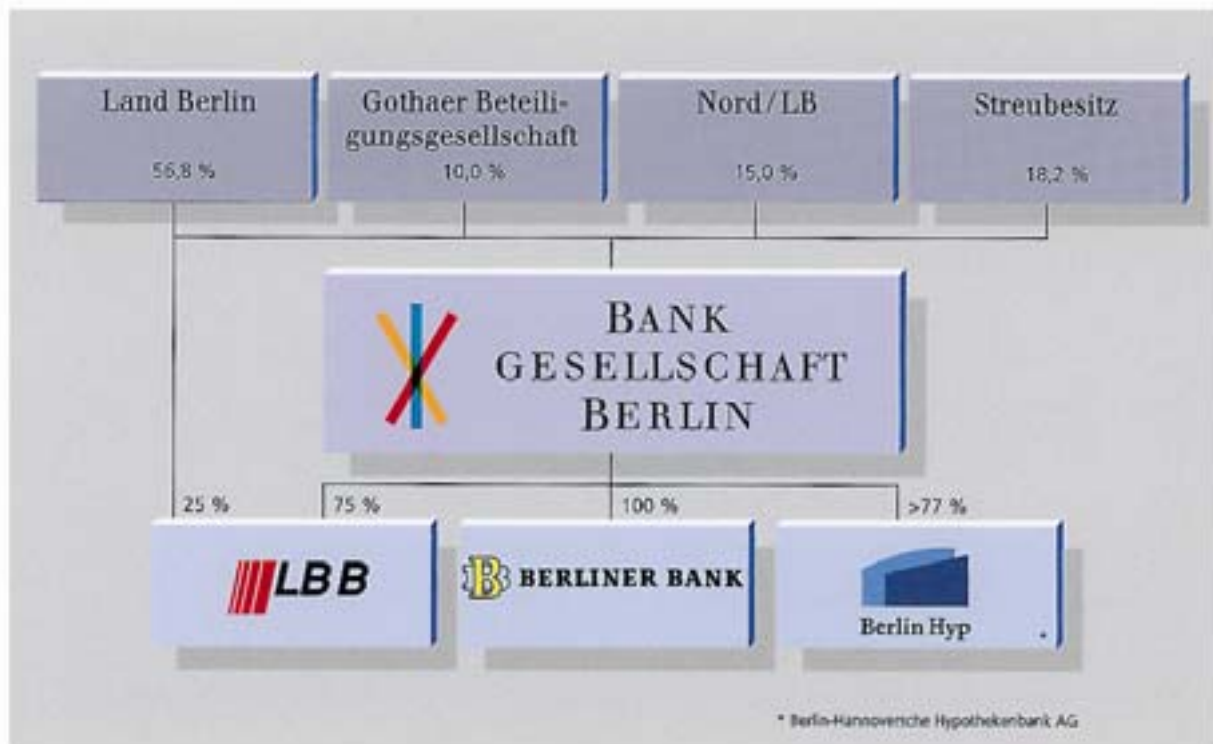 Land Berlin
56,8 %
Gothaer Beteili-
gungsgesellschaft
10,0 %
Nord/LB
15,0 %
Streubesitz
18,2 %
BANK
GESELLSCHAFT
BERLIN
25 %
75 %
100 %
>77 %
LBB
B BERLINER BANK
Berlin Hyp *
* Berlin-Hannoversche Hypothekenbank AG